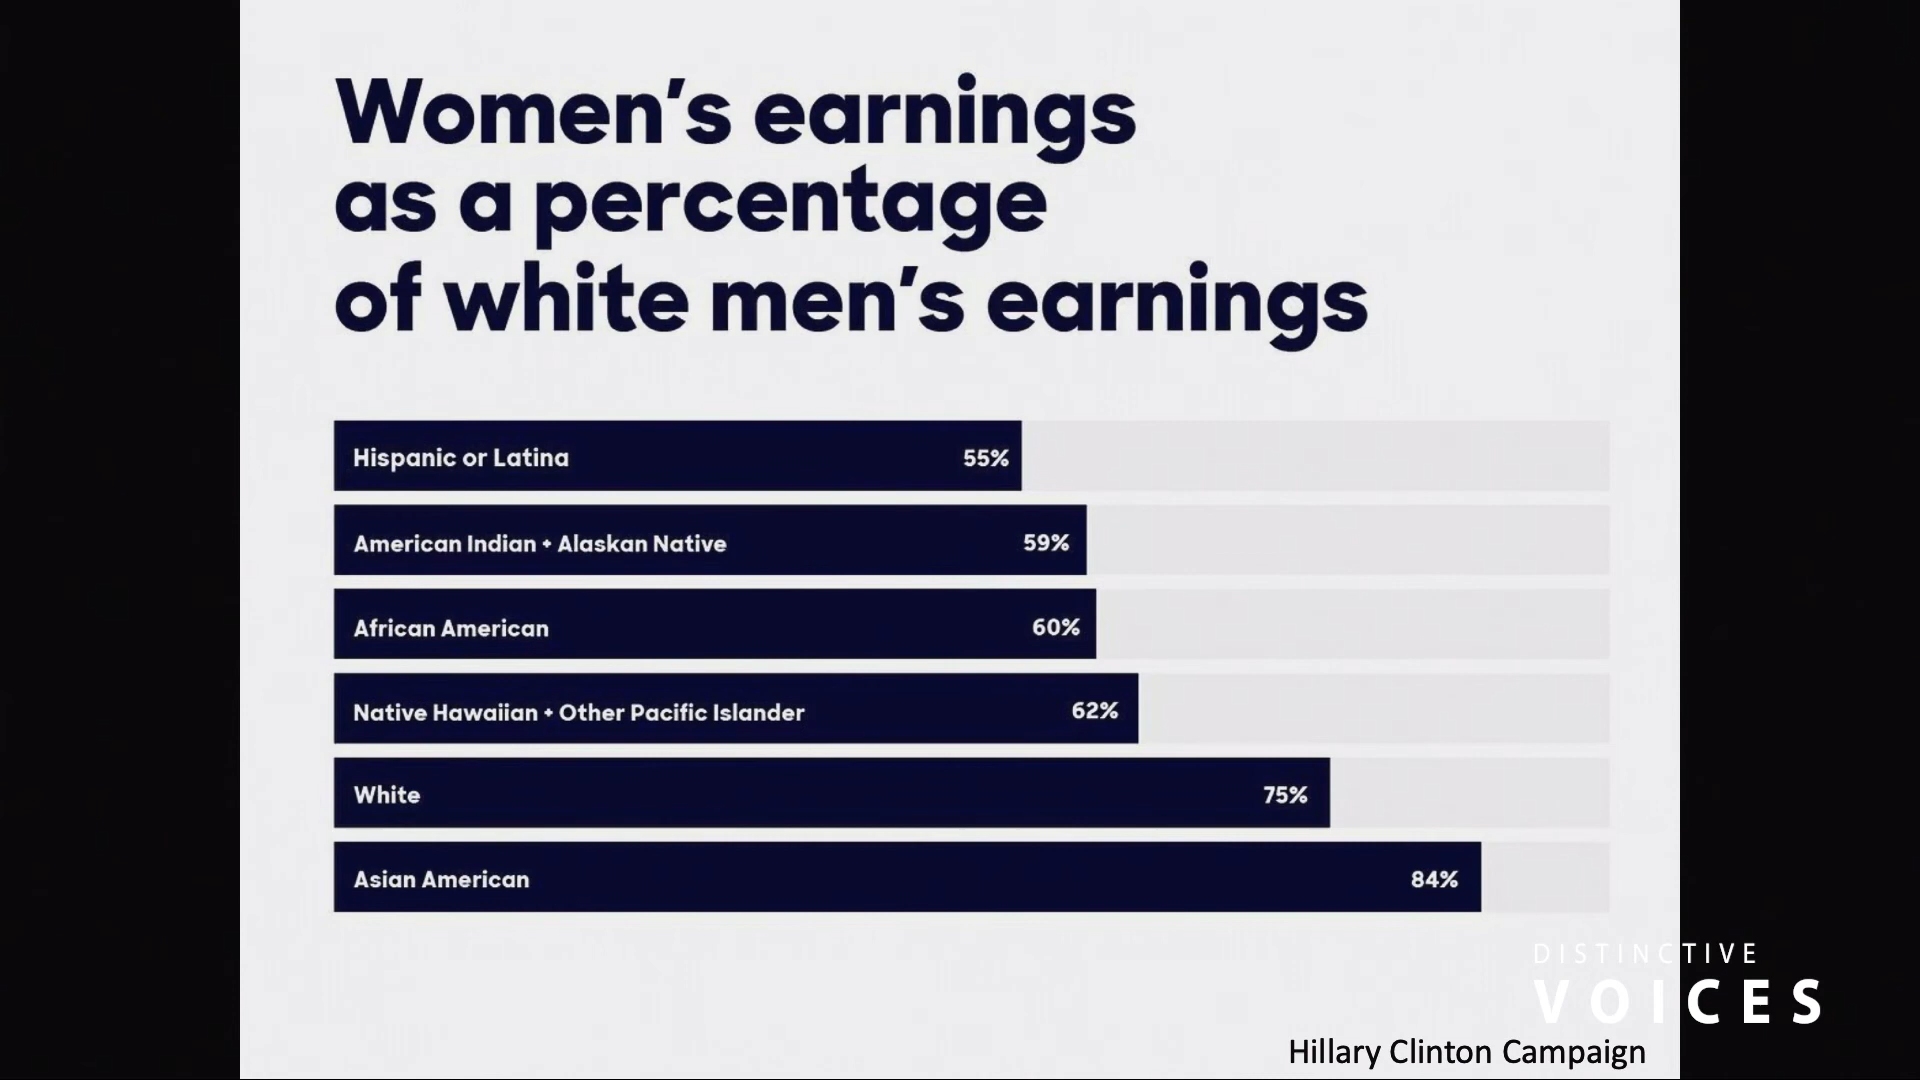 Women's earnings
as a percentage
of white men's earnings
Hispanic or Latina 55%
American Indian + Alaskan Native 59%
African American 60%
Native Hawaiian + Other Pacific Islander 62%
White 75%
Asian American 84%
DISTINCTIVE
VOICES
Hillary Clinton Campaign